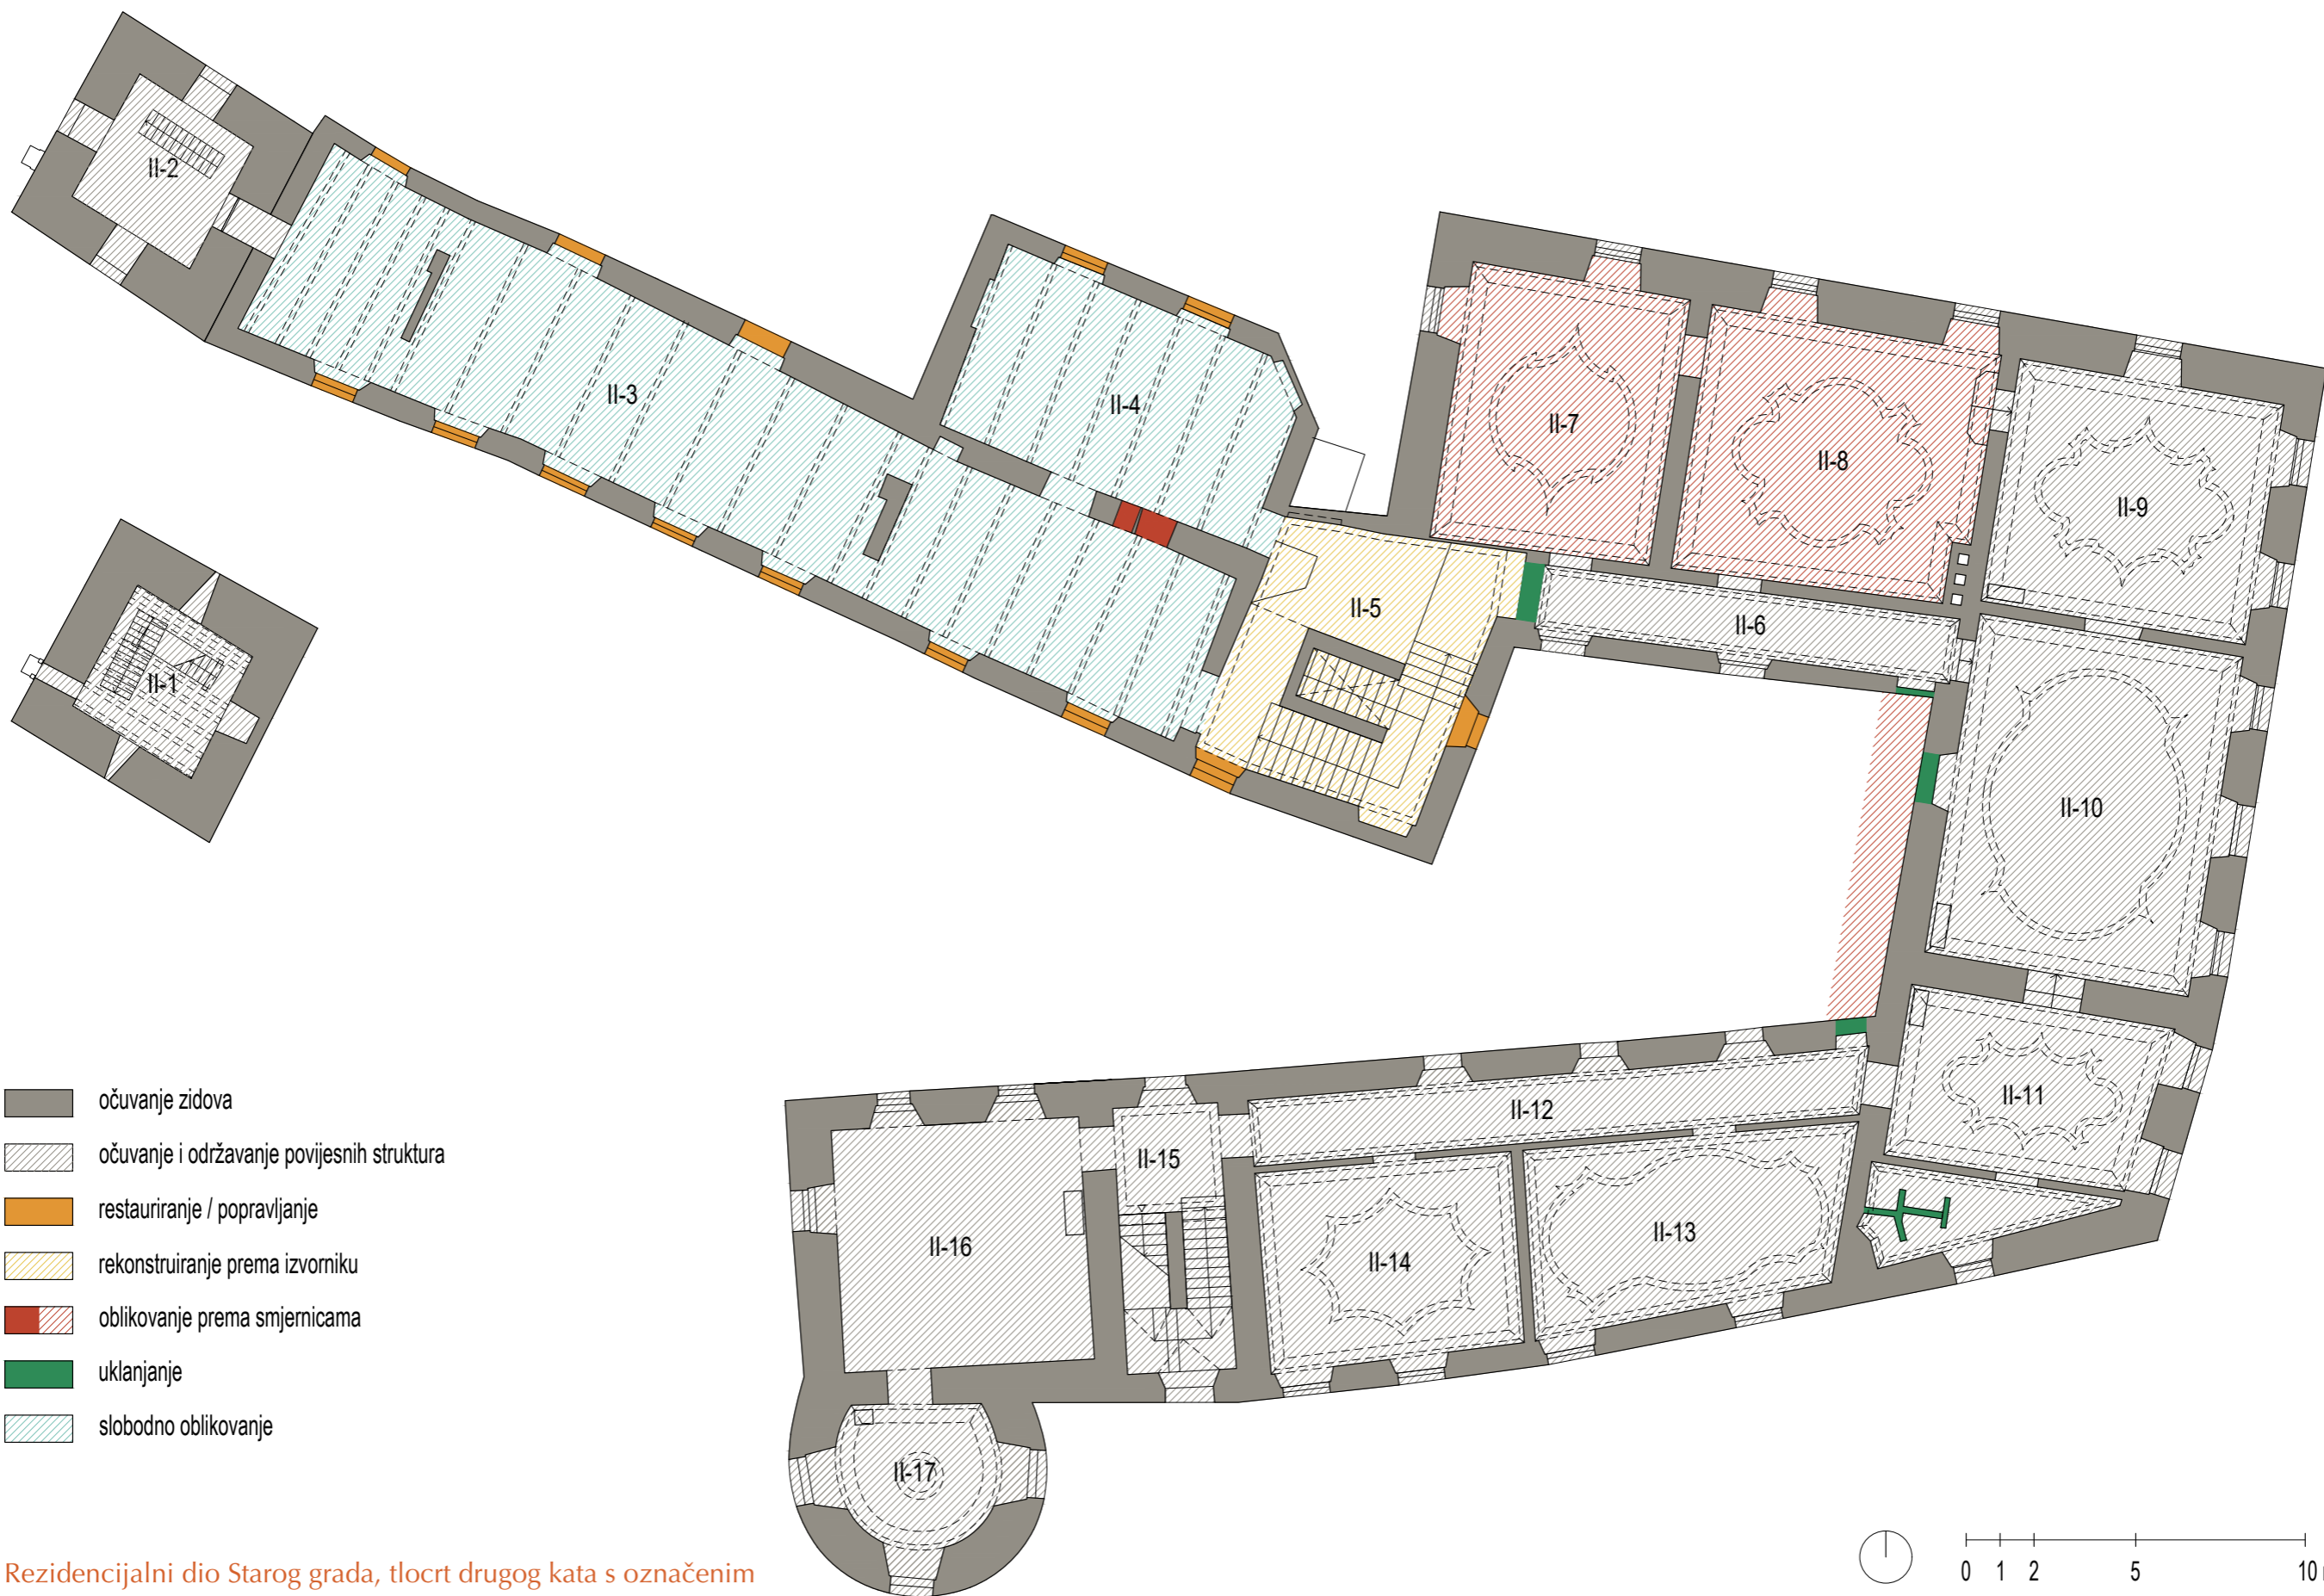 II-2
II-3
II-4
II-7
II-8
II-9
II-5
II-6
II-1
II-10
II-11
II-12
II-15
II-13
II-14
II-16
II-17
očuvanje zidova
očuvanje i održavanje povijesnih struktura
restauriranje / popravljanje
rekonstruiranje prema izvorniku
oblikovanje prema smjernicama
uklanjanje
slobodno oblikovanje
Rezidencijalni dio Starog grada, tlocrt drugog kata s označenim
0 1 2 5 10